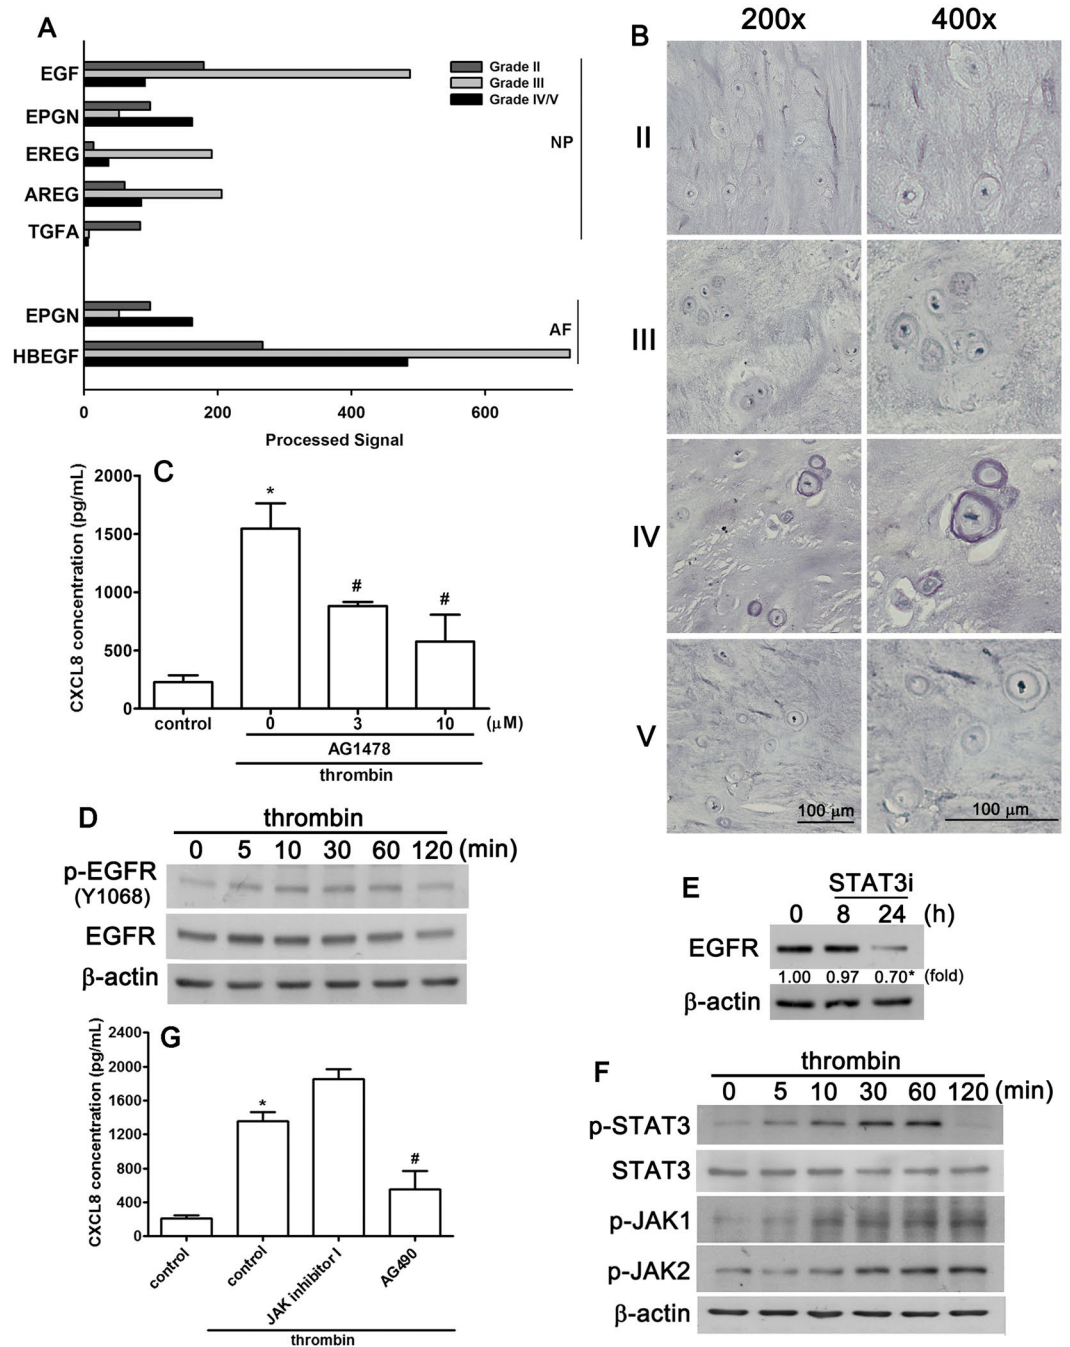 A
EGF
EPGN
EREG
AREG
TGFA
EPGN
HBEGF
Grade II
Grade III
Grade IV/V
NP
AF
0 200 400 600
Processed Signal
B
200x 400x
II
III
IV
V
100 μm 100 μm
C
CXCL8 concentration (pg/mL)
2000
1500
1000
500
0
* # #
control 0 3 10 (μM)
AG1478
thrombin
D
thrombin
0 5 10 30 60 120 (min)
p-EGFR
(Y1068)
EGFR
β-actin
E
STAT3i
0 8 24 (h)
EGFR
1.00 0.97 0.70* (fold)
β-actin
F
thrombin
0 5 10 30 60 120 (min)
p-STAT3
STAT3
p-JAK1
p-JAK2
β-actin
G
CXCL8 concentration (pg/mL)
2400
2000
1600
1200
800
400
0
* #
control control JAK inhibitor I AG490
thrombin